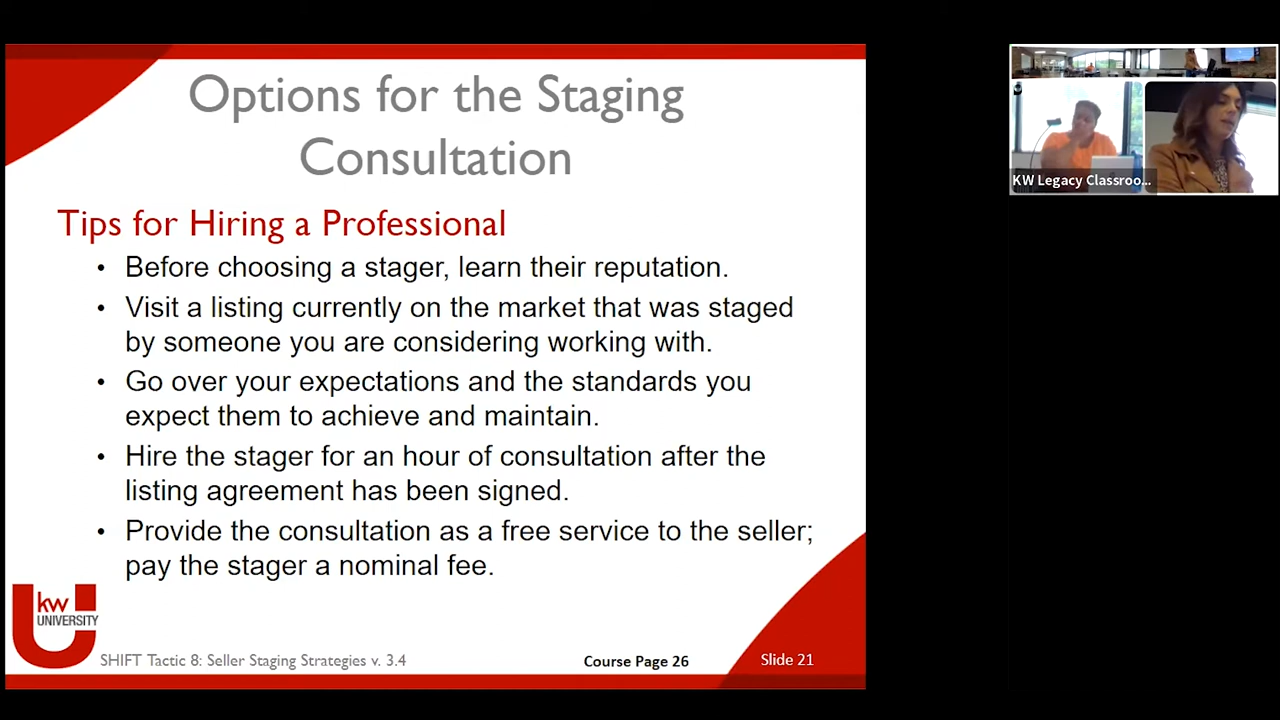 Options for the Staging
Consultation
Tips for Hiring a Professional
• Before choosing a stager, learn their reputation.
• Visit a listing currently on the market that was staged
by someone you are considering working with.
• Go over your expectations and the standards you
expect them to achieve and maintain.
• Hire the stager for an hour of consultation after the
listing agreement has been signed.
• Provide the consultation as a free service to the seller;
pay the stager a nominal fee.
kw
UNIVERSITY
SHIFT Tactic 8: Seller Staging Strategies v. 3.4
Course Page 26
Slide 21
KW Legacy Classroo...